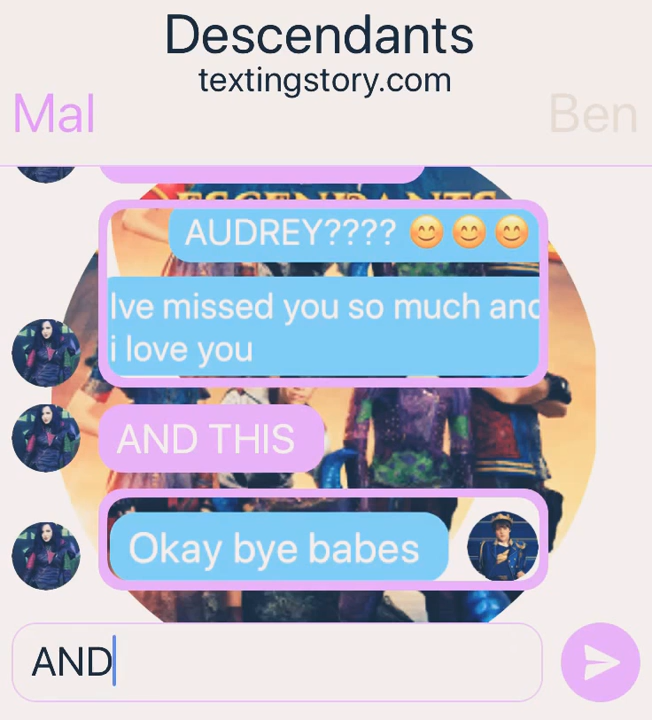 Descendants
textingstory.com
Mal
Ben
DESCENDANTS
AUDREY???? 😊 😊 😊
Ive missed you so much and
i love you
AND THIS
Okay bye babes
AND